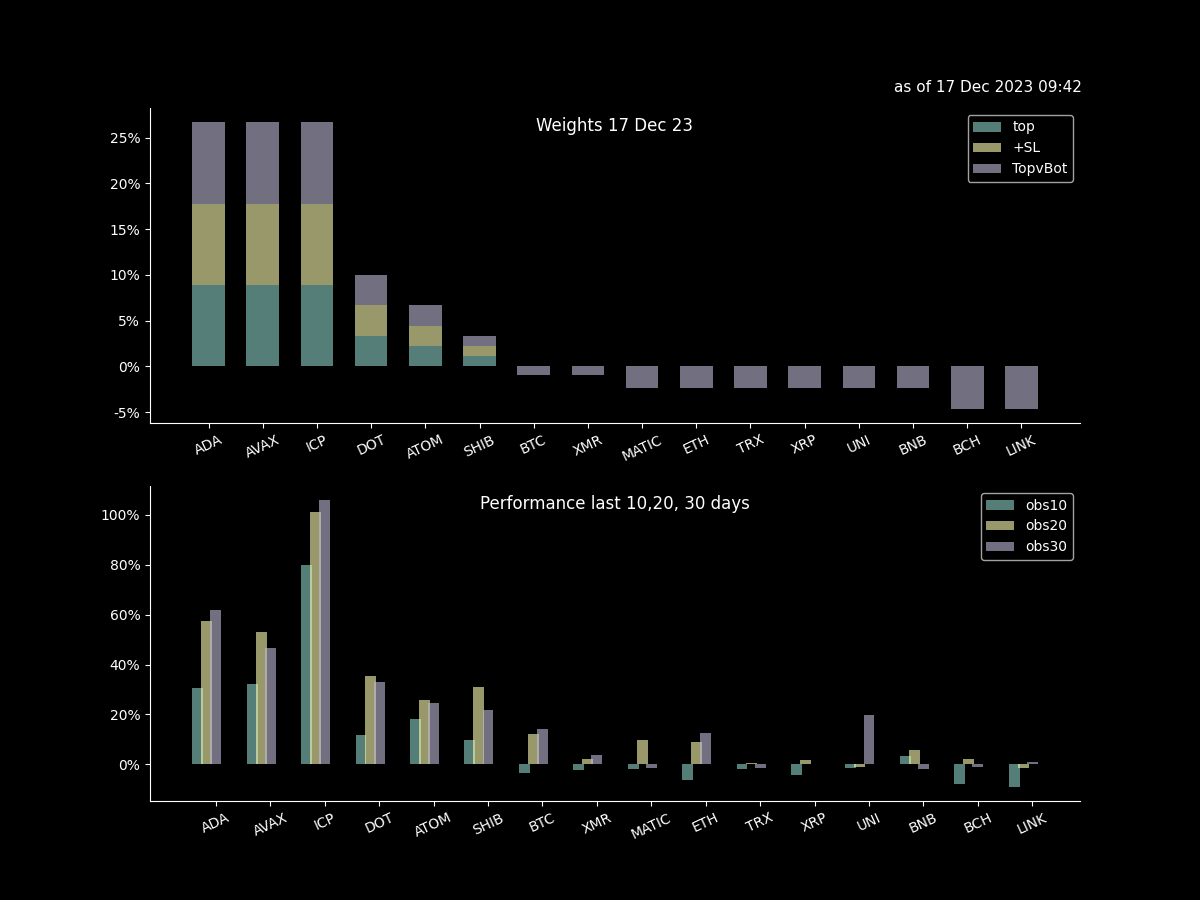 as of 17 Dec 2023 09:42
Weights 17 Dec 23
top
+SL
TopvBot
25%
20%
15%
10%
5%
0%
-5%
ADA AVAX ICP DOT ATOM SHIB BTC XMR MATIC ETH TRX XRP UNI BNB BCH LINK
Performance last 10,20, 30 days
obs10
obs20
obs30
100%
80%
60%
40%
20%
0%
ADA AVAX ICP DOT ATOM SHIB BTC XMR MATIC ETH TRX XRP UNI BNB BCH LINK